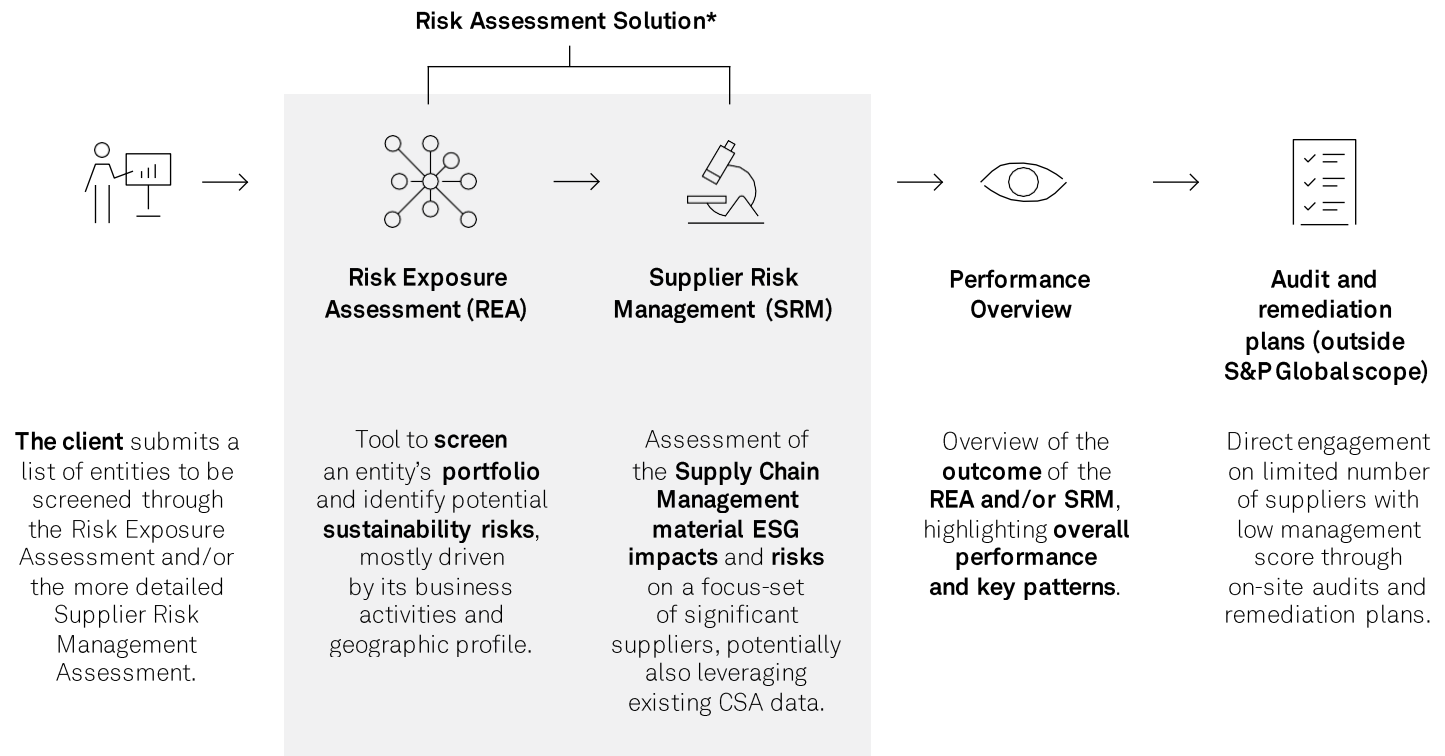 Risk Assessment Solution*
Risk Exposure
Assessment (REA)
Supplier Risk
Management (SRM)
Performance
Overview
Audit and
remediation
plans (outside
S&P Global scope)
The client submits a
list of entities to be
screened through
the Risk Exposure
Assessment and/or
the more detailed
Supplier Risk
Management
Assessment.
Tool to screen
an entity's portfolio
and identify potential
sustainability risks,
mostly driven
by its business
activities and
geographic profile.
Assessment of
the Supply Chain
Management
material ESG
impacts and risks
on a focus-set
of significant
suppliers, potentially
also leveraging
existing CSA data.
Overview of the
outcome of the
REA and/or SRM,
highlighting overall
performance
and key patterns.
Direct engagement
on limited number
of suppliers with
low management
score through
on-site audits and
remediation plans.